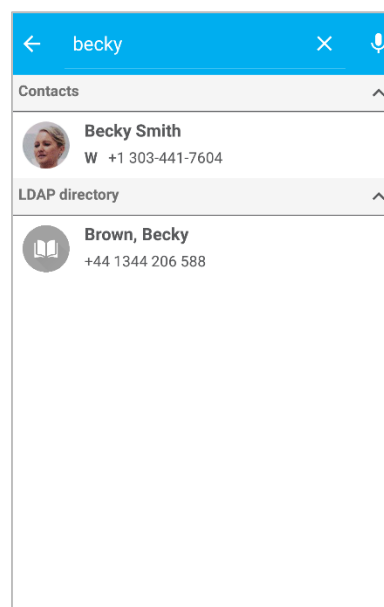 becky
Contacts
Becky Smith
W +1 303-441-7604
LDAP directory
Brown, Becky
+44 1344 206 588